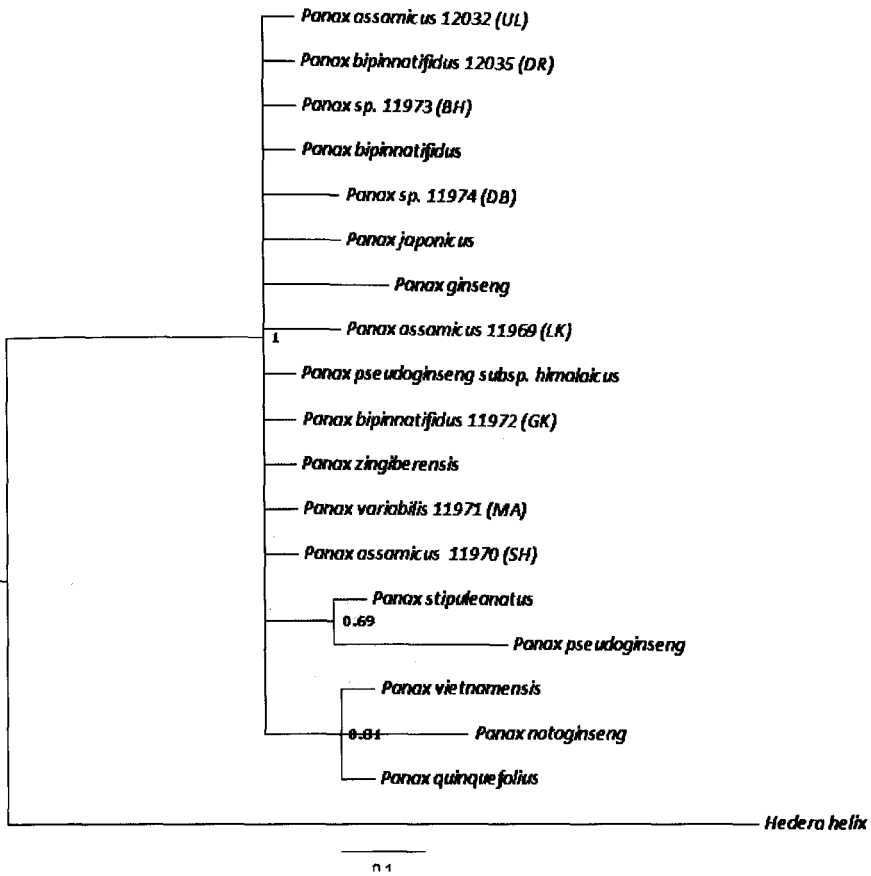 Panax assamicus 12032 (UL)
Panax bipinnatifidus 12035 (DR)
Panax sp. 11973 (BH)
Panax bipinnatifidus
Panax sp. 11974 (DB)
Panax japonicus
Panax ginseng
Panax assamicus 11969 (LK)
1
Panax pseudoginseng subsp. himalaicus
Panax bipinnatifidus 11972 (GK)
Panax zingiberensis
Panax variabilis 11971 (MA)
Panax assamicus 11970 (SH)
Panax stipuleanatus
0.69
Panax pseudoginseng
Panax vietnamensis
0.81
Panax notoginseng
Panax quinquefolius
Hedera helix
0.1